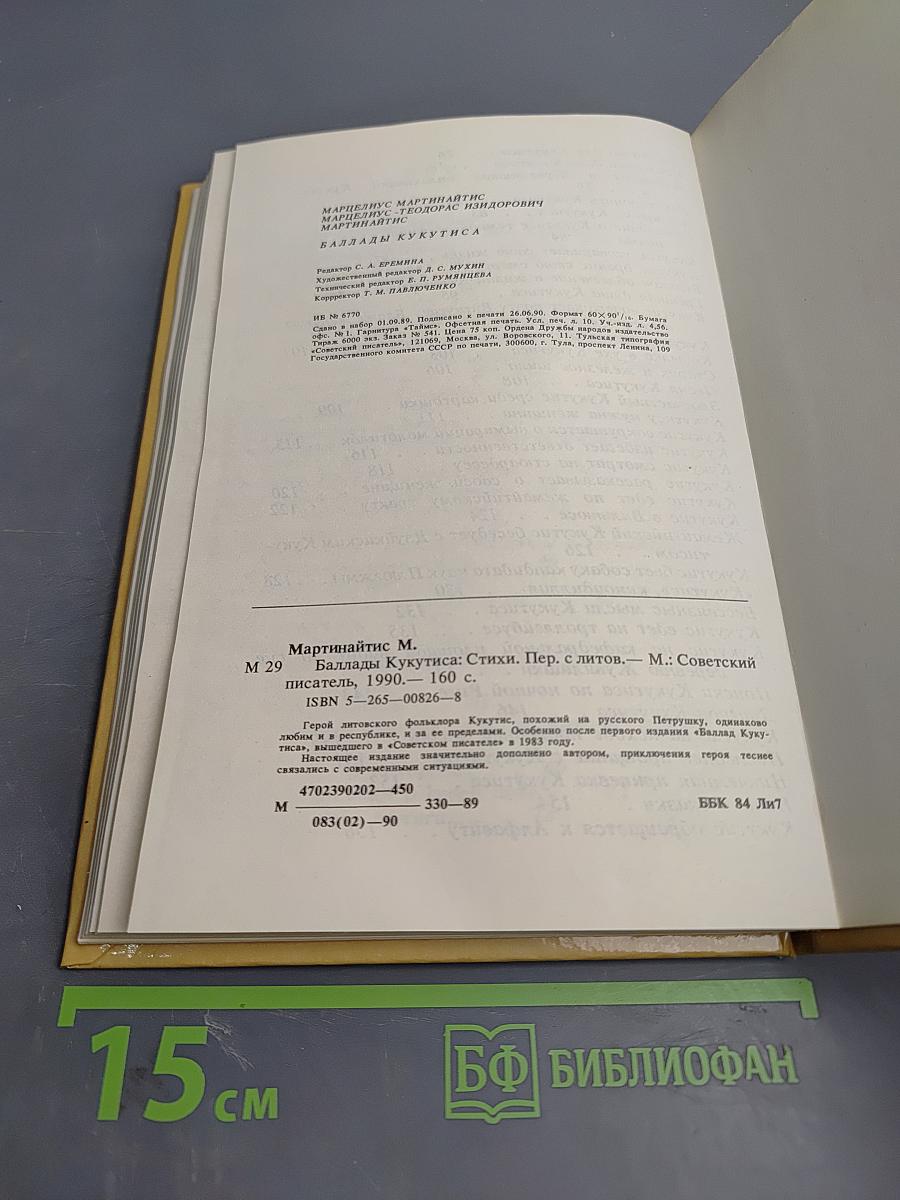 МАРЦЕЛИУС МАРТИНАЙТИС
МАРЦЕЛИУС-ТЕОДОРАС ИЗИДОРОВИЧ
МАРТИНАЙТИС
БАЛЛАДЫ КУКУТИСА
Редактор С. А. ЕРЕМИНА
Художественный редактор Д. С. МУХИН
Технический редактор Е. П. РУМЯНЦЕВА
Коррректор Т. М. ПАВЛЮЧЕНКО
ИБ № 6770
Сдано в набор 01.09.89. Подписано к печати 26.06.90. Формат 60×90¹/₁₆. Бумага
офс. № 1. Гарнитура «Таймс». Офсетная печать. Усл. печ. л. 10. Уч.-изд. л. 4,56.
Тираж 6000 экз. Заказ № 541. Цена 75 коп. Ордена Дружбы народов издательство
«Советский писатель», 121069, Москва, ул. Воровского, 11. Тульская типография
Государственного комитета СССР по печати, 300600, г. Тула, проспект Ленина, 109
Мартинайтис М.
М 29 Баллады Кукутиса: Стихи. Пер. с литов.— М.: Советский
писатель, 1990.— 160 с.
ISBN 5—265—00826—8
Герой литовского фольклора Кукутис, похожий на русского Петрушку, одинаково
любим и в республике, и за ее пределами. Особенно после первого издания «Баллад Куку-
тиса», вышедшего в «Советском писателе» в 1983 году.
Настоящее издание значительно дополнено автором, приключения героя теснее
связались с современными ситуациями.
4702390202—450
М 330—89
083(02)—90
ББК 84 Ли7
15 см
БФ БИБЛИОФАН